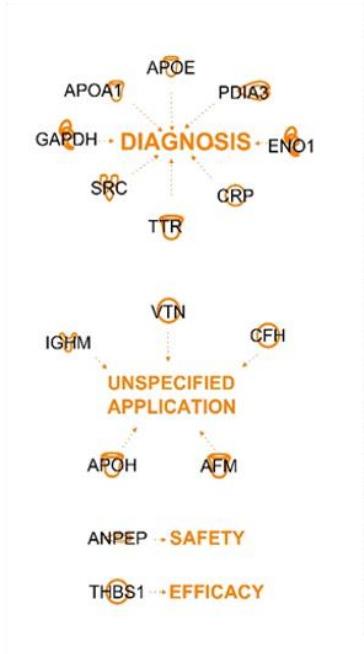 APOE
APOA1
PDIA3
GAPDH
DIAGNOSIS
ENO1
SRC
CRP
TTR
VTN
IGHM
CFH
UNSPECIFIED
APPLICATION
APOH
AFM
ANPEP SAFETY
THBS1 EFFICACY